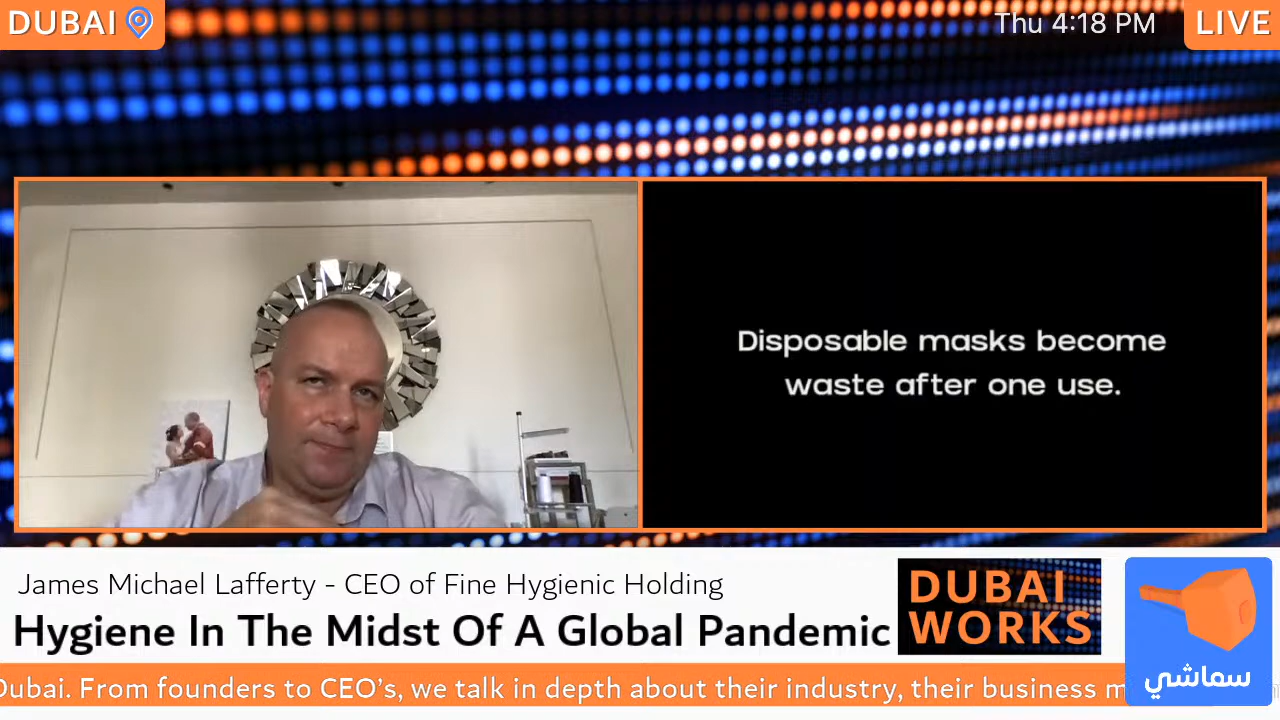 DUBAI
Thu 4:18 PM
LIVE
Disposable masks become
waste after one use.
James Michael Lafferty - CEO of Fine Hygienic Holding
Hygiene In The Midst Of A Global Pandemic
DUBAI
WORKS
Dubai. From founders to CEO's, we talk in depth about their industry, their business
سماشي